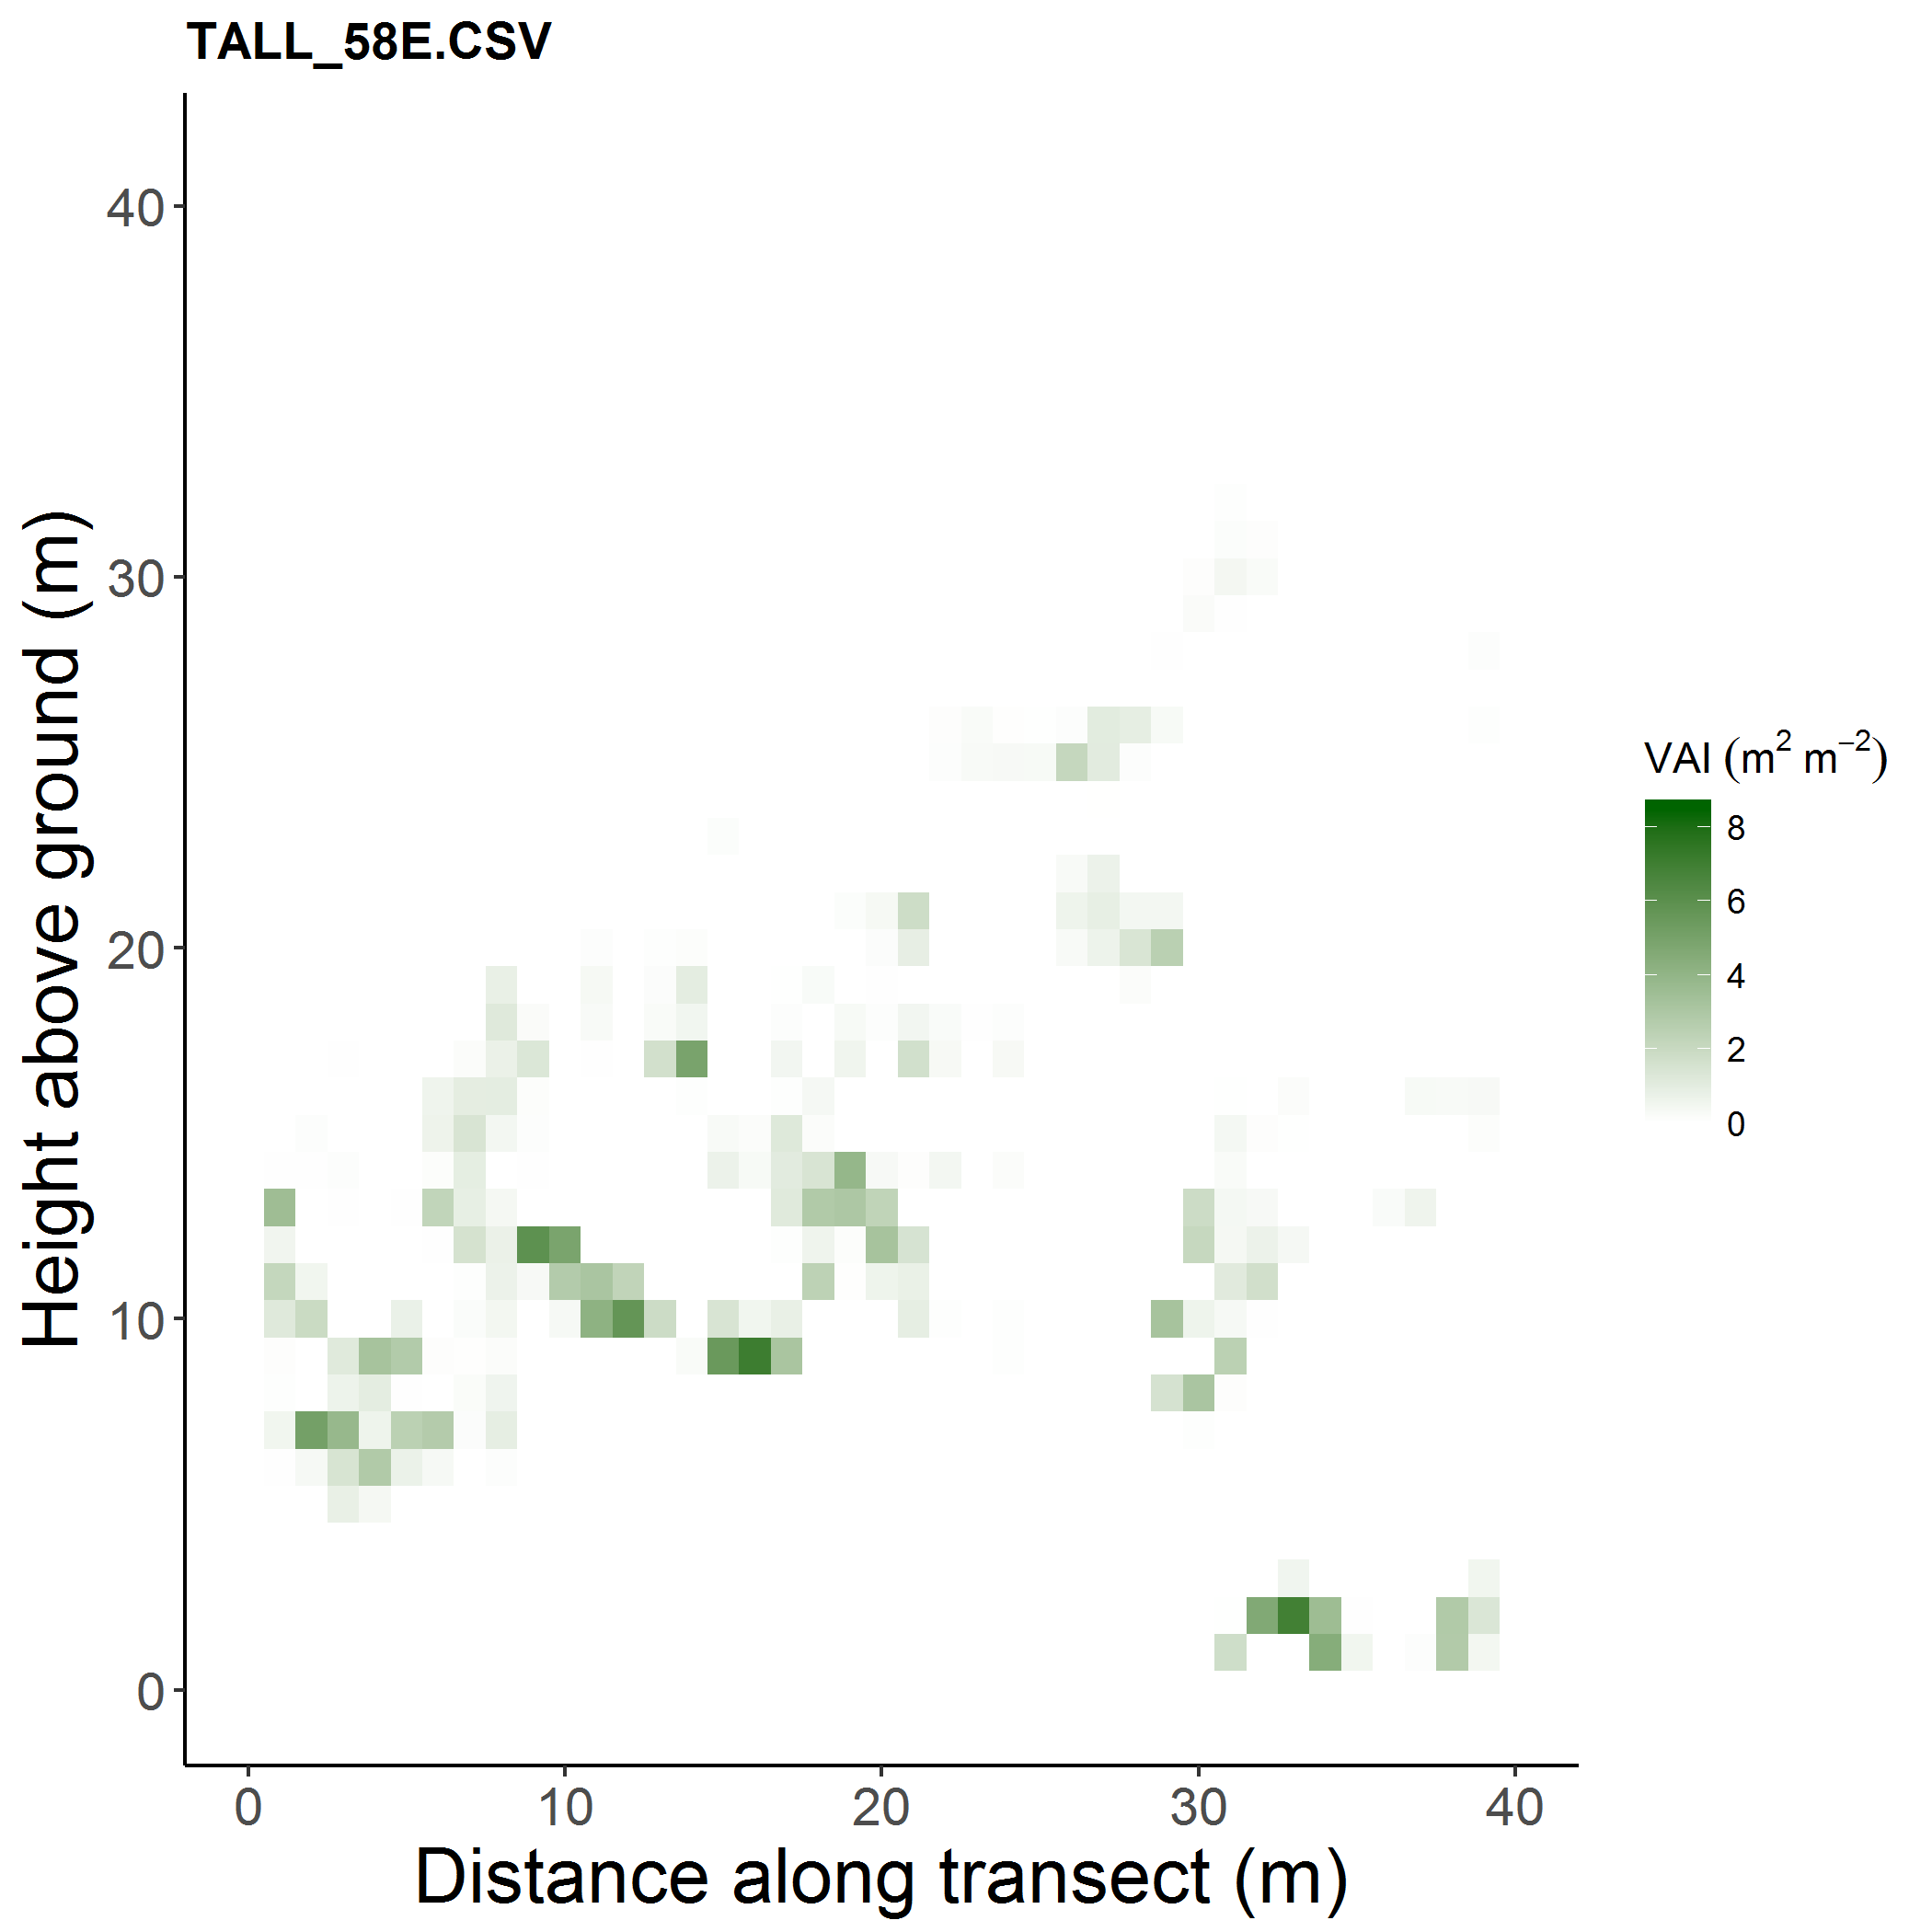 TALL_58E.CSV
Height above ground (m)
40
30
20
10
0
0 10 20 30 40
Distance along transect (m)
VAI (m² m⁻²)
8
6
4
2
0